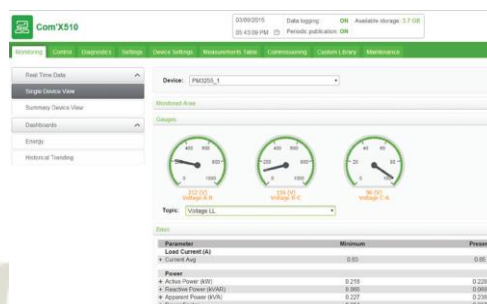 Com'X510
03/09/2015 Data logging ON Available storage 3.7 GB
05:43:09 PM Periodic publication ON
Monitoring Control Diagnostics Settings Device Settings Measurements Table Commissioning Custom Library Maintenance
Real Time Data
Single Device View
Summary Device View
Dashboards
Energy
Historical Trending
Device: PM3255_1
Monitored Area
Gauges
Voltage A-B
Voltage B-C
Voltage C-A
Topic: Voltage LL
Parameter Minimum Present
Load Current (A)
+ Current Avg 0.83 0.85
Power
+ Active Power (kW) 0.218 0.228
+ Reactive Power (kVAR) 0.060 0.069
+ Apparent Power (kVA) 0.227 0.238